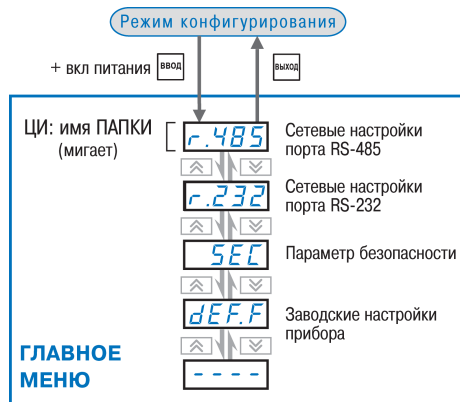 Режим конфигурирования
+ вкл питания ВВОД ВЫХОД
ЦИ: имя ПАПКИ
(мигает)
r.485
Сетевые настройки
порта RS-485
r.232
Сетевые настройки
порта RS-232
SEC
Параметр безопасности
dEF.F
Заводские настройки
прибора
ГЛАВНОЕ
МЕНЮ
----